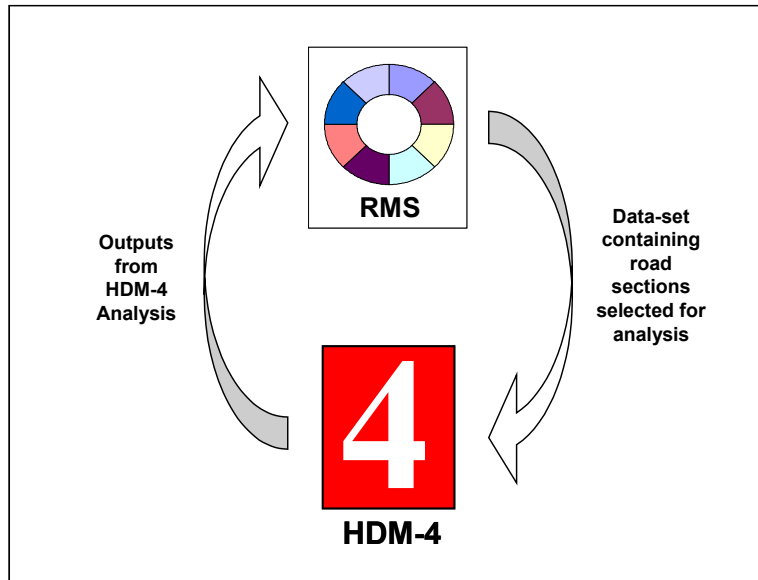 RMS
Outputs
from
HDM-4
Analysis
Data-set
containing
road
sections
selected for
analysis
4
HDM-4